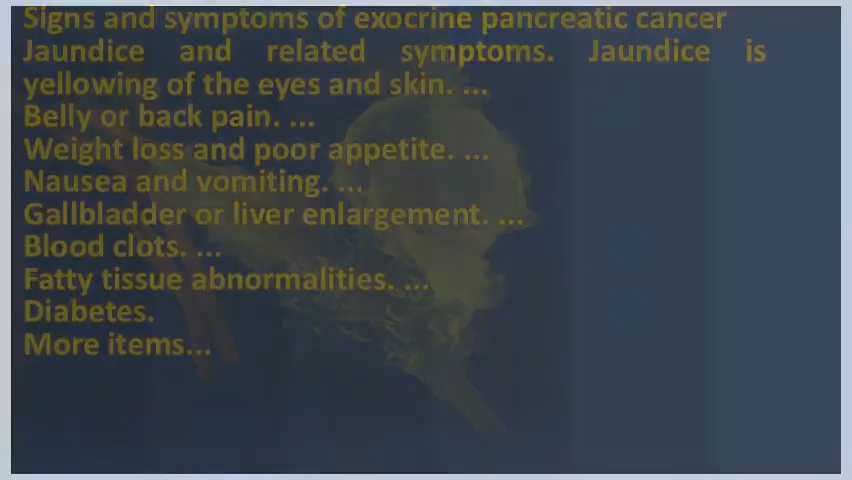 Signs and symptoms of exocrine pancreatic cancer
Jaundice and related symptoms. Jaundice is
yellowing of the eyes and skin. ...
Belly or back pain. ...
Weight loss and poor appetite. ...
Nausea and vomiting. ...
Gallbladder or liver enlargement. ...
Blood clots. ...
Fatty tissue abnormalities. ...
Diabetes.
More items...